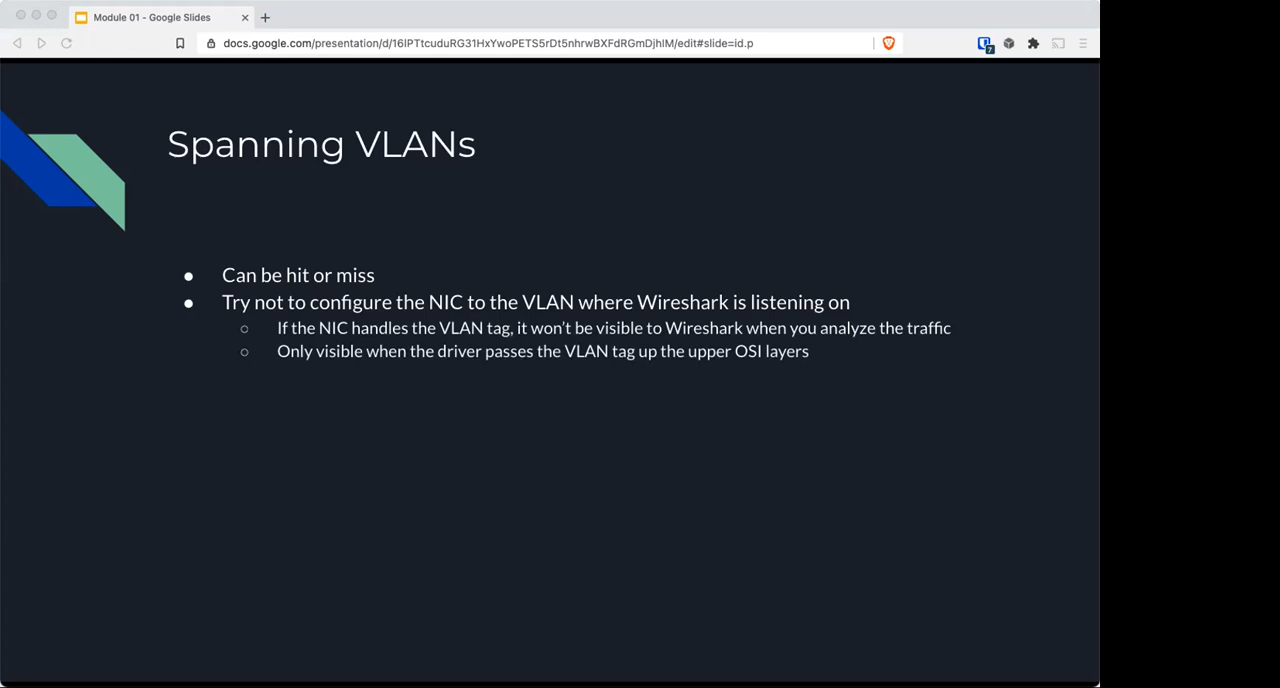 Module 01 - Google Slides
docs.google.com/presentation/d/16lPTtcuduRG31HxYwoPETS5rDt5nhrwBXFdRGmDjhIM/edit#slide=id.p
7
Spanning VLANs
● Can be hit or miss
● Try not to configure the NIC to the VLAN where Wireshark is listening on
○ If the NIC handles the VLAN tag, it won't be visible to Wireshark when you analyze the traffic
○ Only visible when the driver passes the VLAN tag up the upper OSI layers